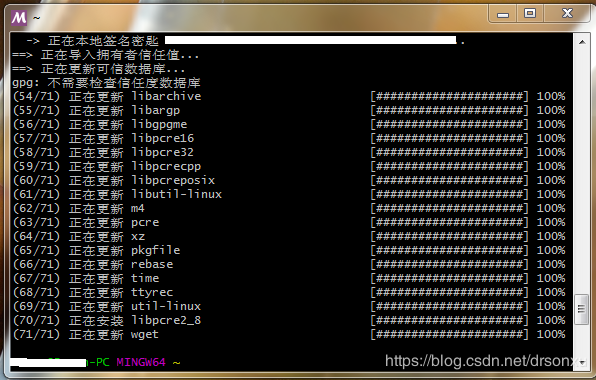 ~
-> 正在本地签名密匙 .
==> 正在导入拥有者信任值...
==> 正在更新可信数据库...
gpg: 不需要检查信任度数据库
(54/71) 正在更新 libarchive [#####################] 100%
(55/71) 正在更新 libargp [#####################] 100%
(56/71) 正在更新 libgpgme [#####################] 100%
(57/71) 正在更新 libpcre16 [#####################] 100%
(58/71) 正在更新 libpcre32 [#####################] 100%
(59/71) 正在更新 libpcrecpp [#####################] 100%
(60/71) 正在更新 libpcreposix [#####################] 100%
(61/71) 正在更新 libutil-linux [#####################] 100%
(62/71) 正在更新 m4 [#####################] 100%
(63/71) 正在更新 pcre [#####################] 100%
(64/71) 正在更新 xz [#####################] 100%
(65/71) 正在更新 pkgfile [#####################] 100%
(66/71) 正在更新 rebase [#####################] 100%
(67/71) 正在更新 time [#####################] 100%
(68/71) 正在更新 ttyrec [#####################] 100%
(69/71) 正在更新 util-linux [#####################] 100%
(70/71) 正在安装 libpcre2_8 [#####################] 100%
(71/71) 正在更新 wget [#####################] 100%
-PC MINGW64 ~
https://blog.csdn.net/drsonx